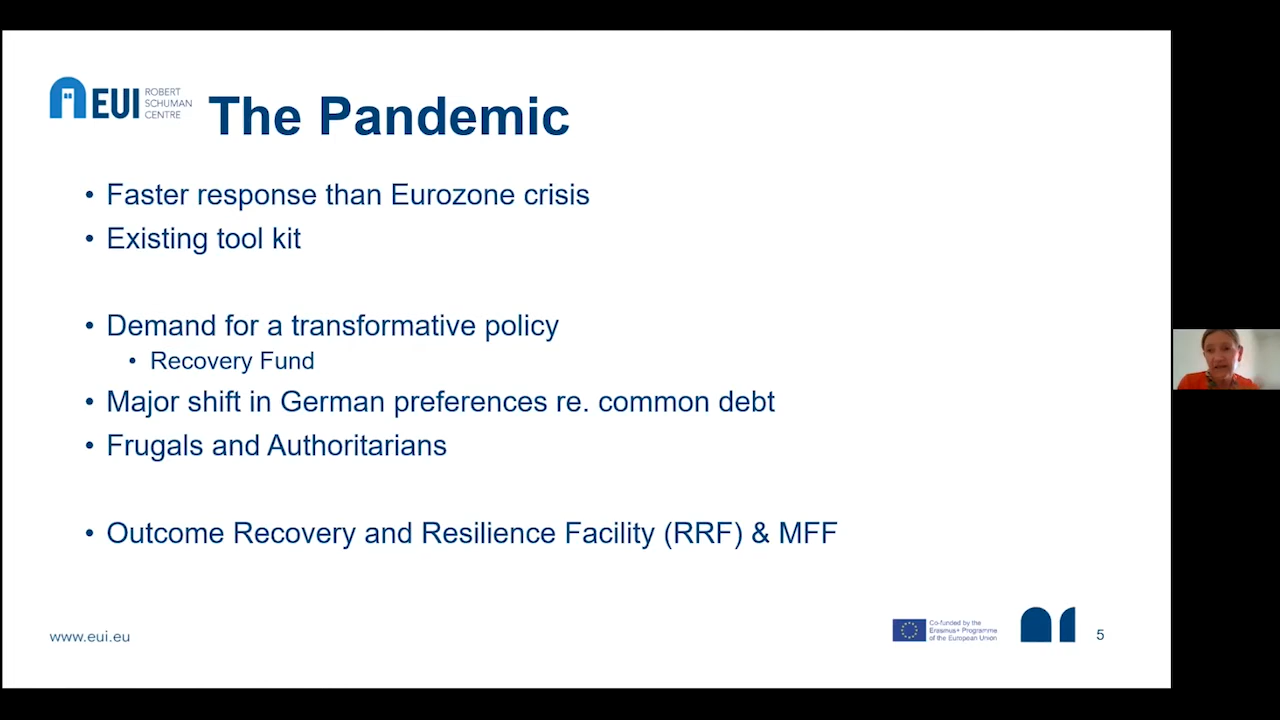 EUI
ROBERT
SCHUMAN
CENTRE
The Pandemic
• Faster response than Eurozone crisis
• Existing tool kit
• Demand for a transformative policy
• Recovery Fund
• Major shift in German preferences re. common debt
• Frugals and Authoritarians
• Outcome Recovery and Resilience Facility (RRF) & MFF
www.eui.eu
Co-funded by the
Erasmus+ Programme
of the European Union
5